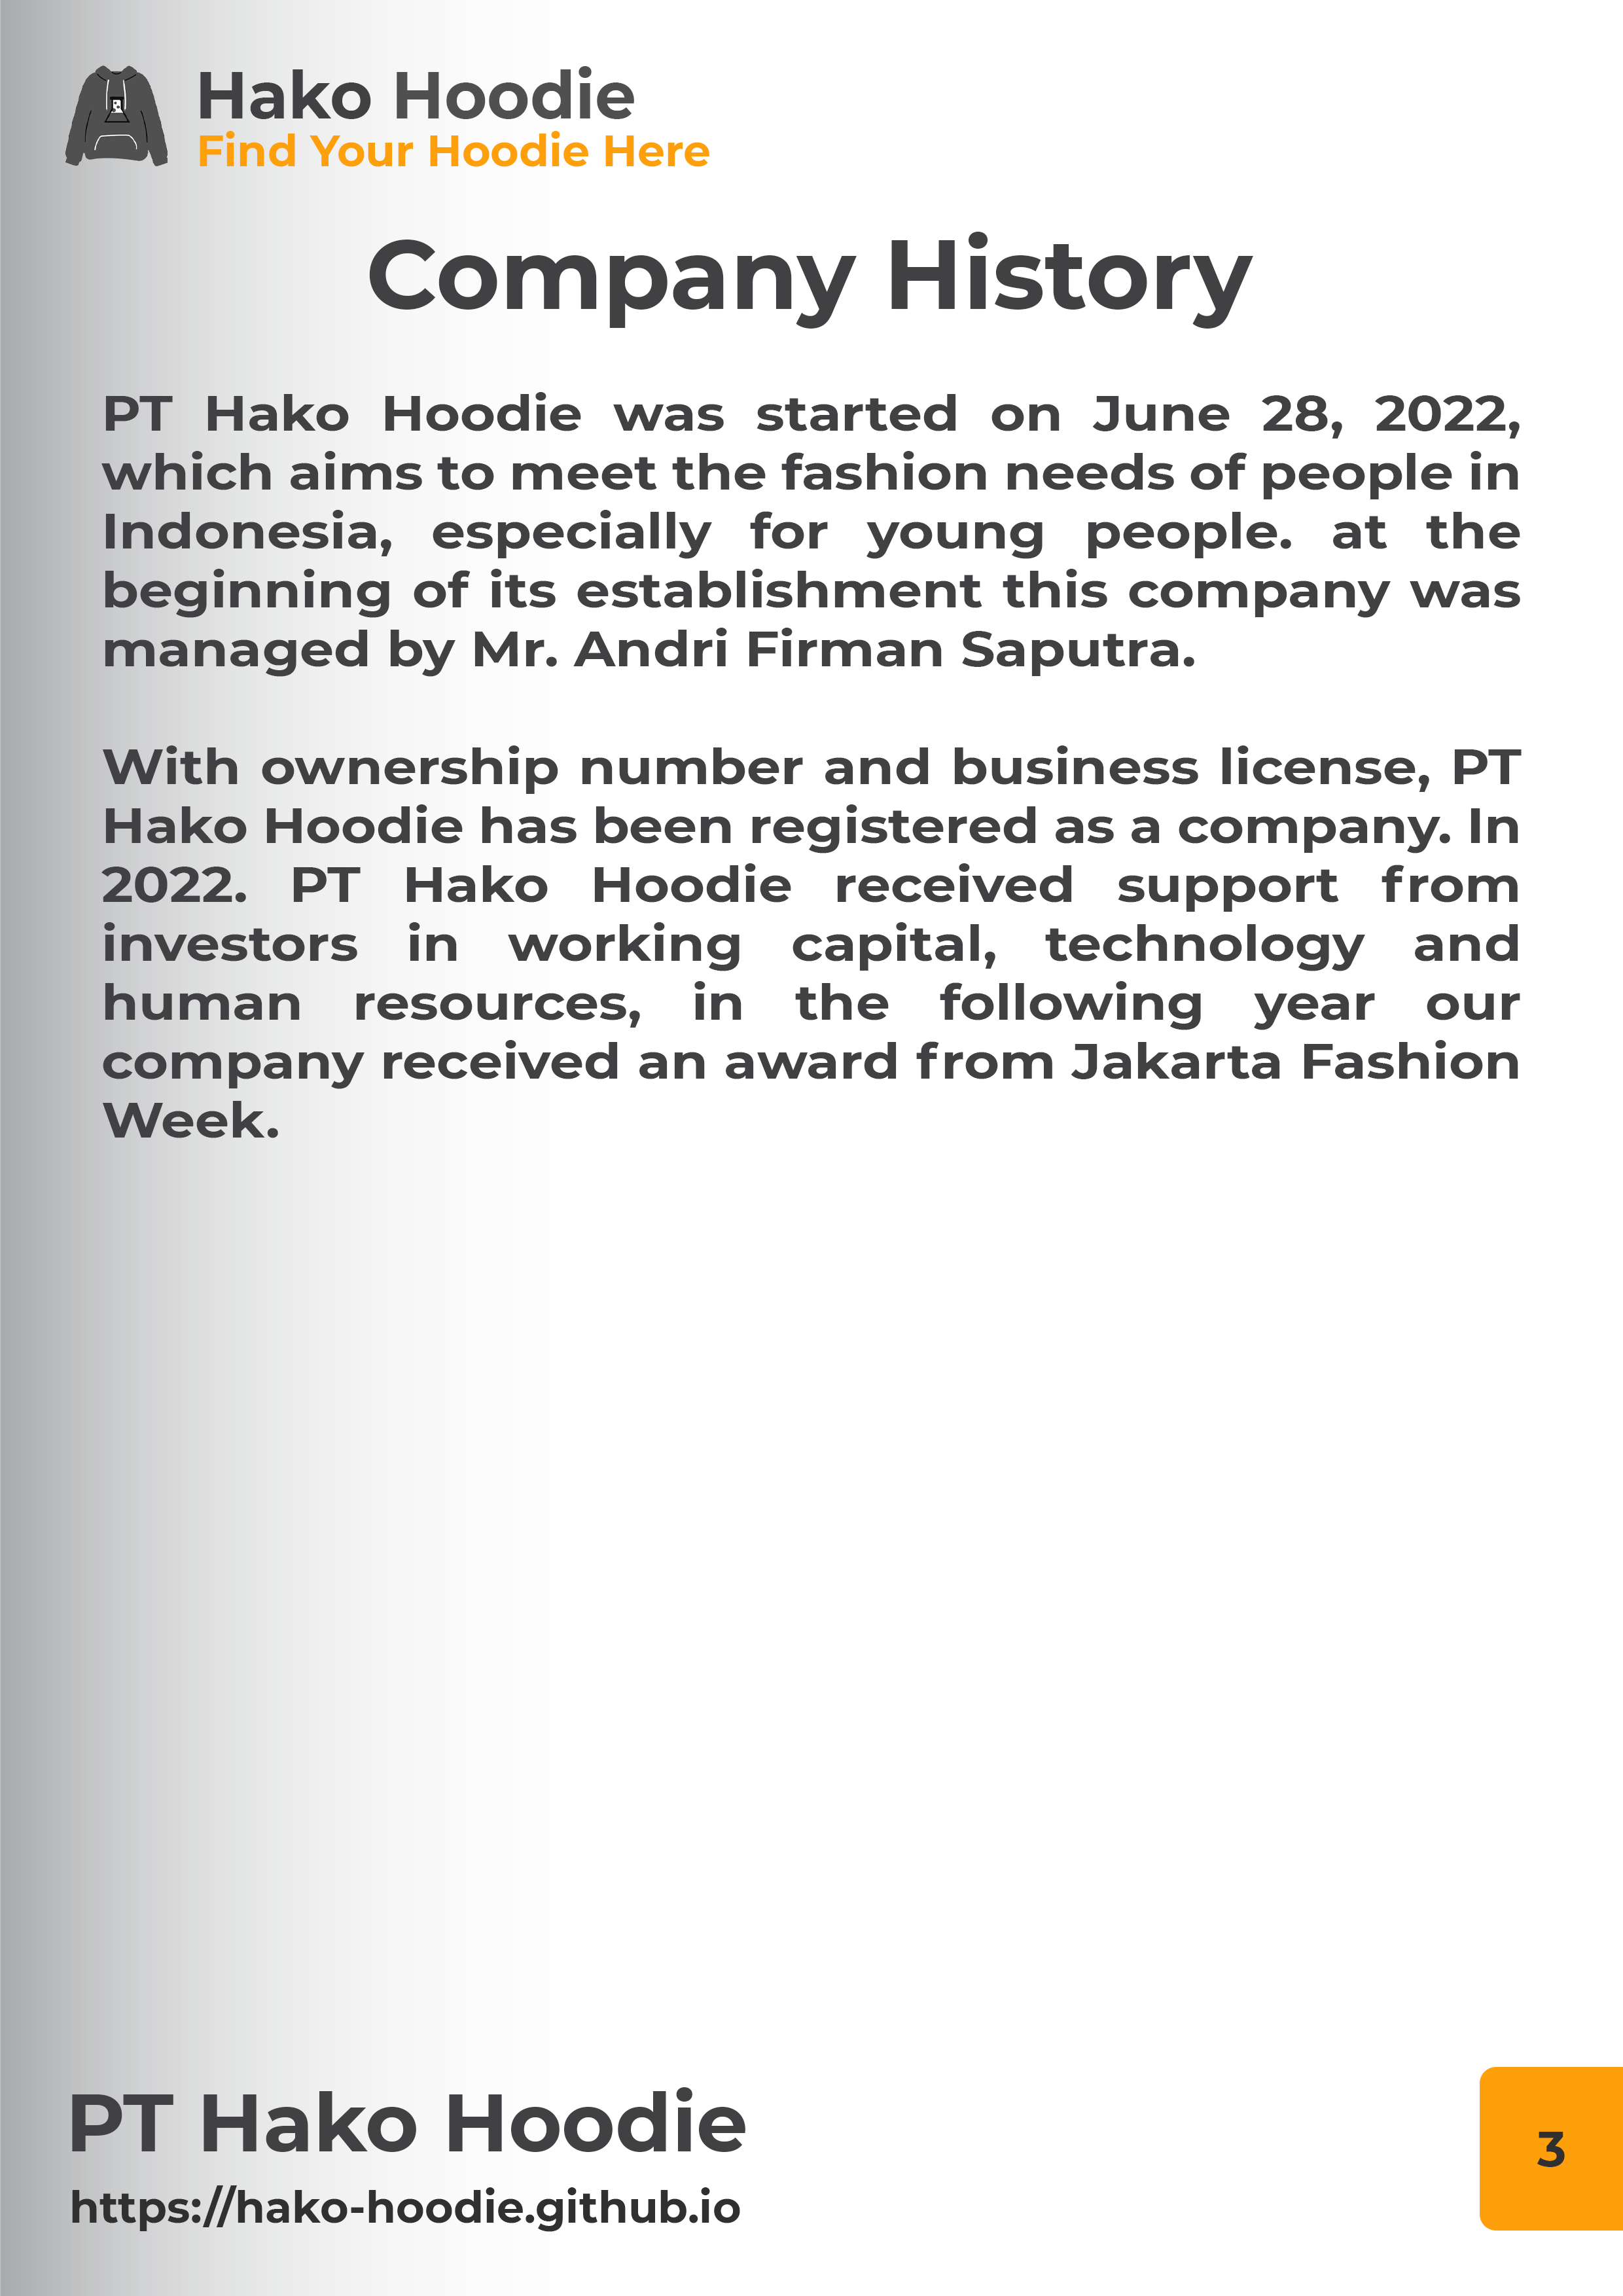 Hako Hoodie
Find Your Hoodie Here
Company History
PT Hako Hoodie was started on June 28, 2022,
which aims to meet the fashion needs of people in
Indonesia, especially for young people. at the
beginning of its establishment this company was
managed by Mr. Andri Firman Saputra.
With ownership number and business license, PT
Hako Hoodie has been registered as a company. In
2022. PT Hako Hoodie received support from
investors in working capital, technology and
human resources, in the following year our
company received an award from Jakarta Fashion
Week.
PT Hako Hoodie
https://hako-hoodie.github.io
3